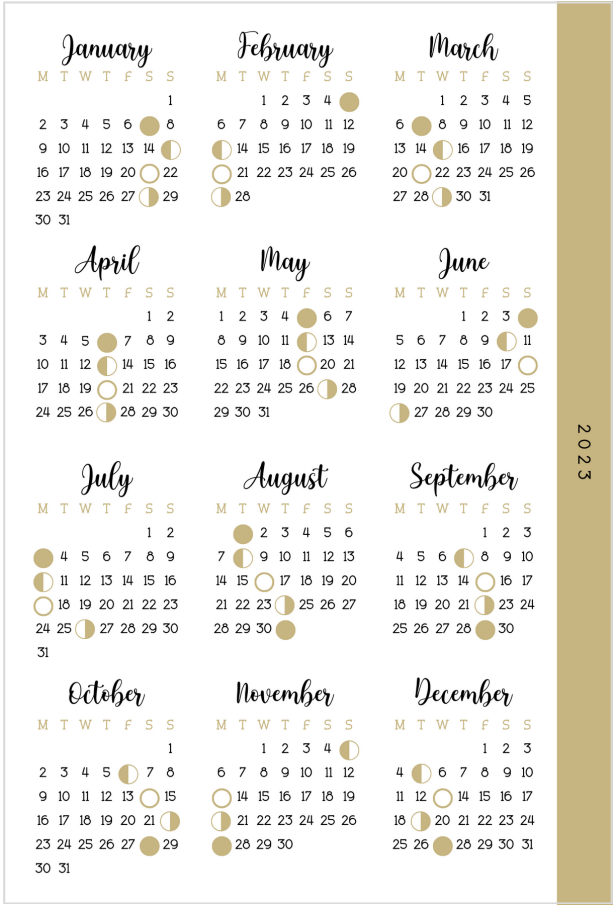 January
M T W T F S S
1
2 3 4 5 6 8
9 10 11 12 13 14
16 17 18 19 20 22
23 24 25 26 27 29
30 31
February
M T W T F S S
1 2 3 4
6 7 8 9 10 11 12
14 15 16 17 18 19
21 22 23 24 25 26
28
March
M T W T F S S
1 2 3 4 5
6 8 9 10 11 12
13 14 16 17 18 19
20 22 23 24 25 26
27 28 30 31
April
M T W T F S S
1 2
3 4 5 7 8 9
10 11 12 14 15 16
17 18 19 21 22 23
24 25 26 28 29 30
May
M T W T F S S
1 2 3 4 6 7
8 9 10 11 13 14
15 16 17 18 20 21
22 23 24 25 26 28
29 30 31
June
M T W T F S S
1 2 3
5 6 7 8 9 11
12 13 14 15 16 17
19 20 21 22 23 24 25
27 28 29 30
July
M T W T F S S
1 2
4 5 6 7 8 9
11 12 13 14 15 16
18 19 20 21 22 23
24 25 27 28 29 30
31
August
M T W T F S S
2 3 4 5 6
7 9 10 11 12 13
14 15 17 18 19 20
21 22 23 25 26 27
28 29 30
September
M T W T F S S
1 2 3
4 5 6 8 9 10
11 12 13 14 16 17
18 19 20 21 23 24
25 26 27 28 30
October
M T W T F S S
1
2 3 4 5 7 8
9 10 11 12 13 15
16 17 18 19 20 21
23 24 25 26 27 29
30 31
November
M T W T F S S
1 2 3 4
6 7 8 9 10 11 12
14 15 16 17 18 19
21 22 23 24 25 26
28 29 30
December
M T W T F S S
1 2 3
4 6 7 8 9 10
11 12 14 15 16 17
18 20 21 22 23 24
25 26 28 29 30 31
2023